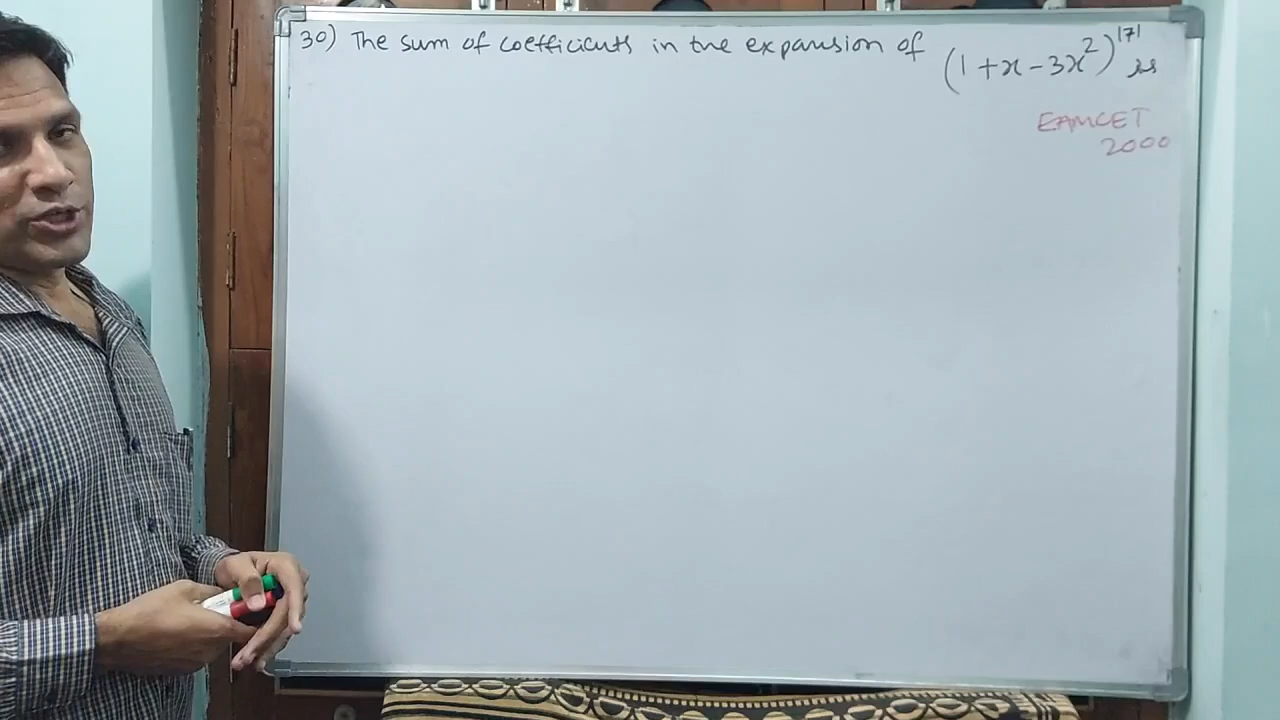 30) The sum of coefficients in the expansion of (1+x-3x²)¹⁷¹ is
EAMCET
2000